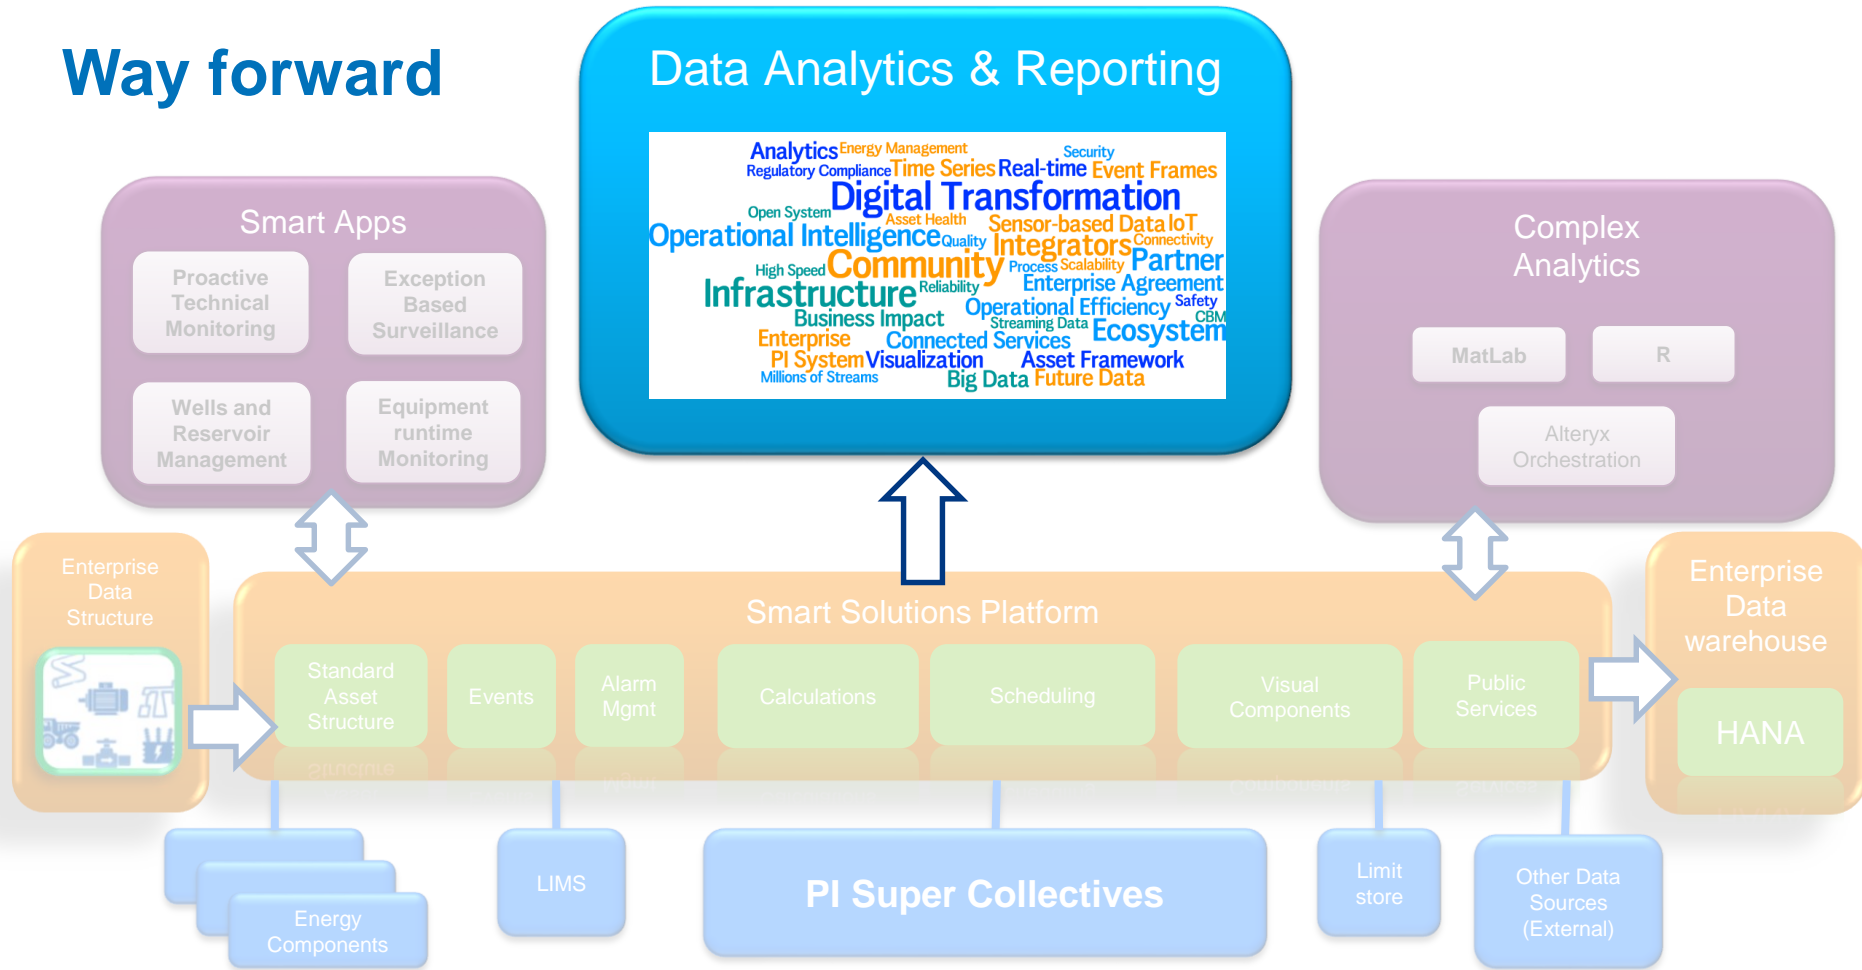 Way forward
Data Analytics & Reporting
Analytics Energy Management Security
Regulatory Compliance Time Series Real-time Event Frames
Digital Transformation
Open System Asset Health Sensor-based Data IoT
Operational Intelligence Quality Integrators Connectivity
High Speed Community Process Scalability Partner
Infrastructure Reliability Enterprise Agreement
Operational Efficiency Safety
Business Impact Streaming Data Ecosystem CBM
Enterprise Connected Services
PI System Visualization Asset Framework
Millions of Streams Big Data Future Data
Smart Apps
Proactive
Technical
Monitoring
Exception
Based
Surveillance
Wells and
Reservoir
Management
Equipment
runtime
Monitoring
Complex
Analytics
MatLab
R
Alteryx
Orchestration
Enterprise
Data
Structure
Smart Solutions Platform
Standard
Asset
Structure
Events
Alarm
Mgmt
Calculations
Scheduling
Visual
Components
Public
Services
Enterprise
Data
warehouse
HANA
Energy
Components
LIMS
PI Super Collectives
Limit
store
Other Data
Sources
(External)